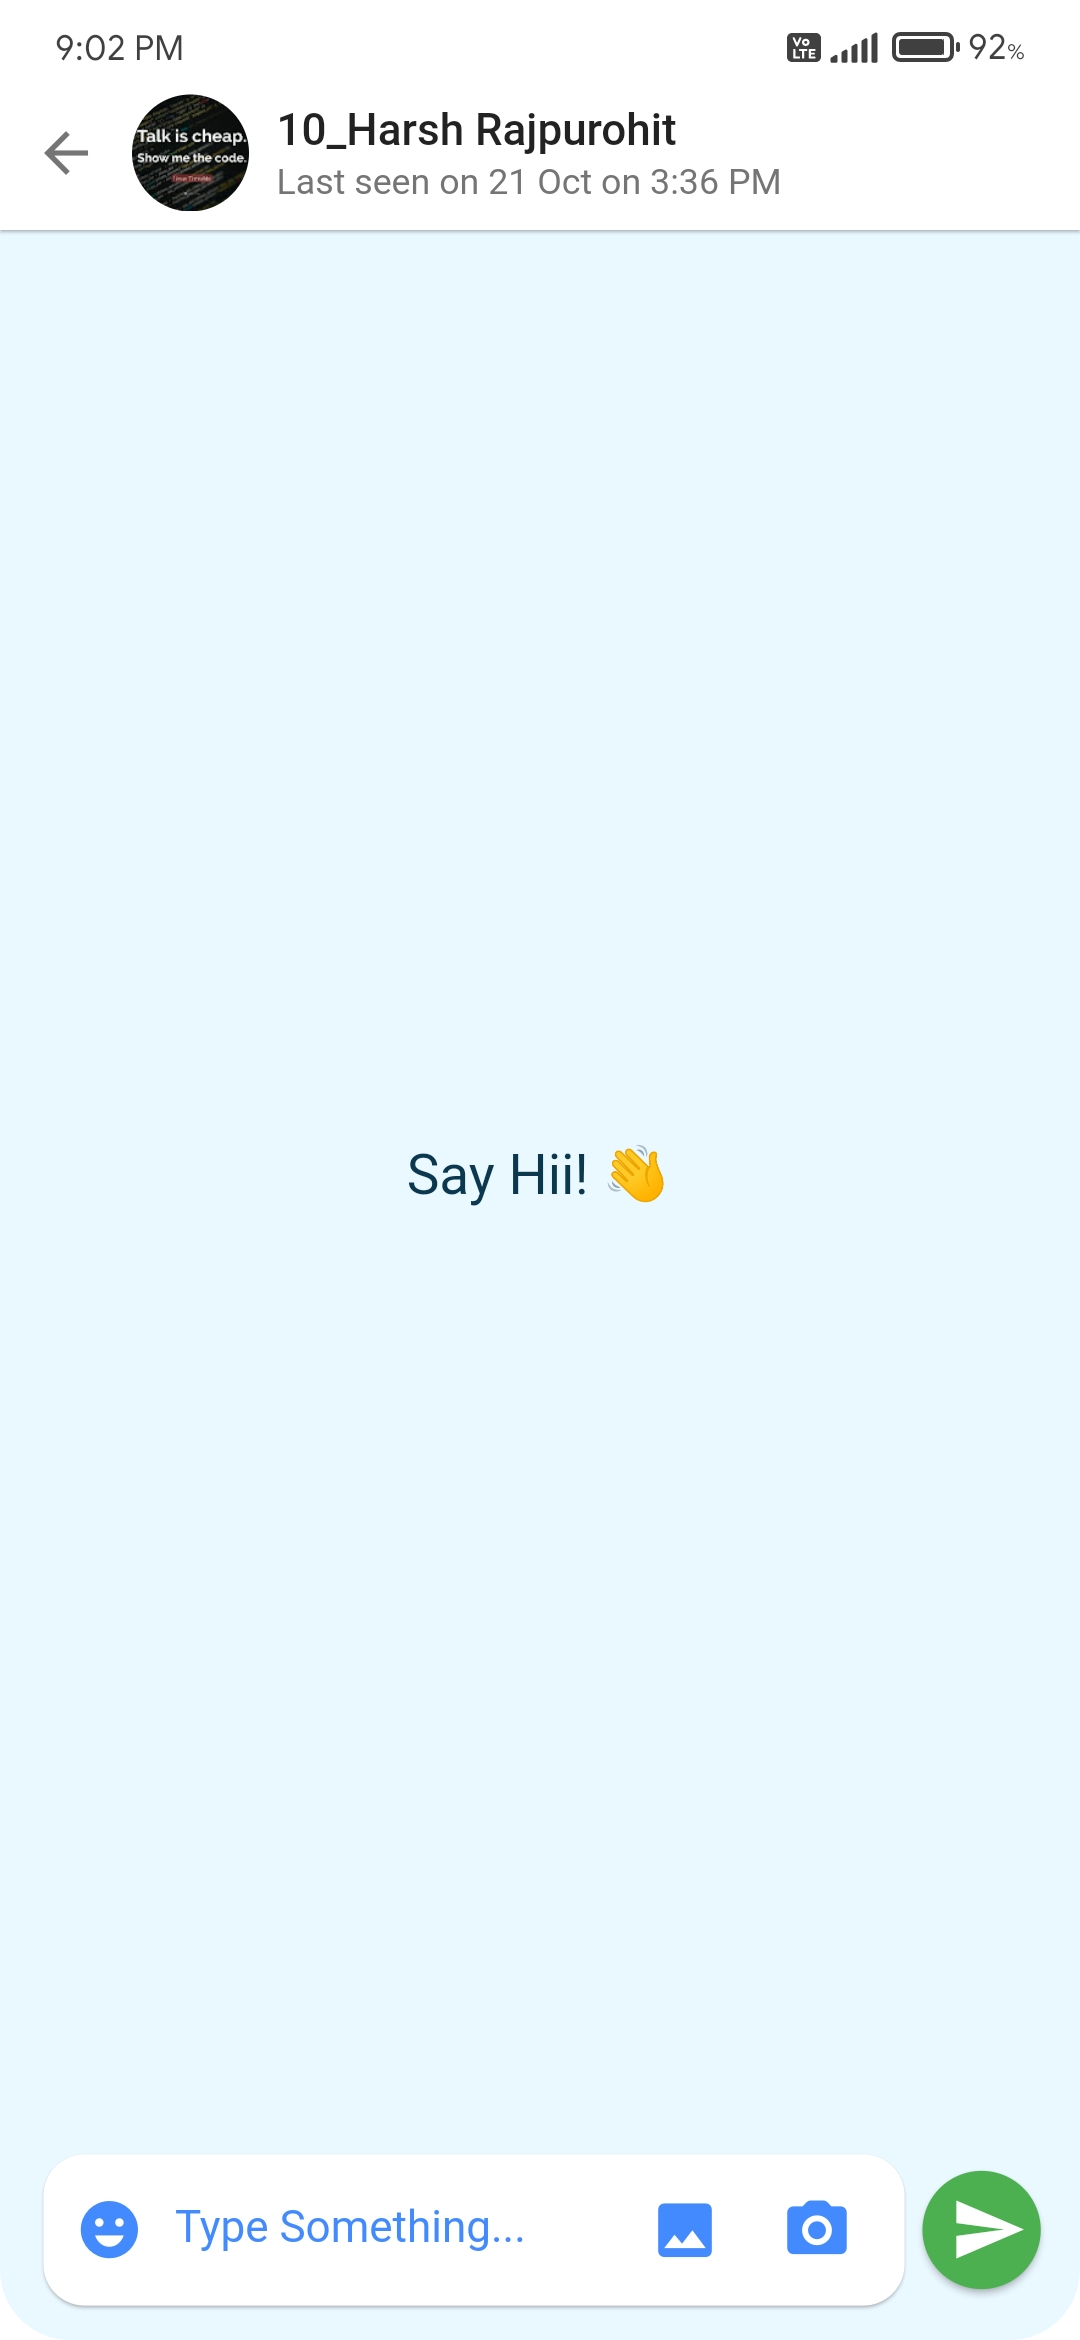 9:02 PM
Vo
LTE
92%
Talk is cheap.
Show me the code.
10_Harsh Rajpurohit
Last seen on 21 Oct on 3:36 PM
Say Hii! 👋
Type Something...